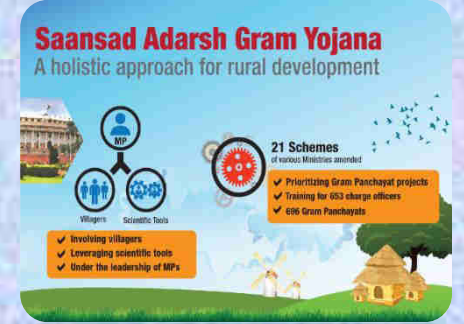 Saansad Adarsh Gram Yojana
A holistic approach for rural development
MP
Villagers
Scientific Tools
✔ Involving villagers
✔ Leveraging scientific tools
✔ Under the leadership of MPs
21 Schemes
of various Ministries amended
✔ Prioritizing Gram Panchayat projects
✔ Training for 653 charge officers
✔ 696 Gram Panchayats